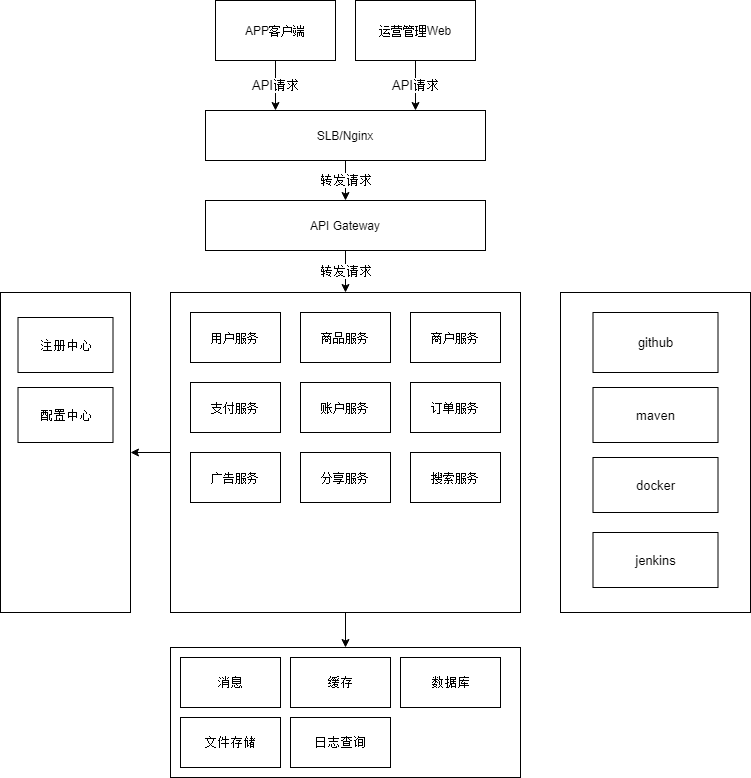 APP客户端
运营管理Web
API请求
API请求
SLB/Nginx
转发请求
API Gateway
转发请求
注册中心
配置中心
用户服务
商品服务
商户服务
支付服务
账户服务
订单服务
广告服务
分享服务
搜索服务
github
maven
docker
jenkins
消息
缓存
数据库
文件存储
日志查询